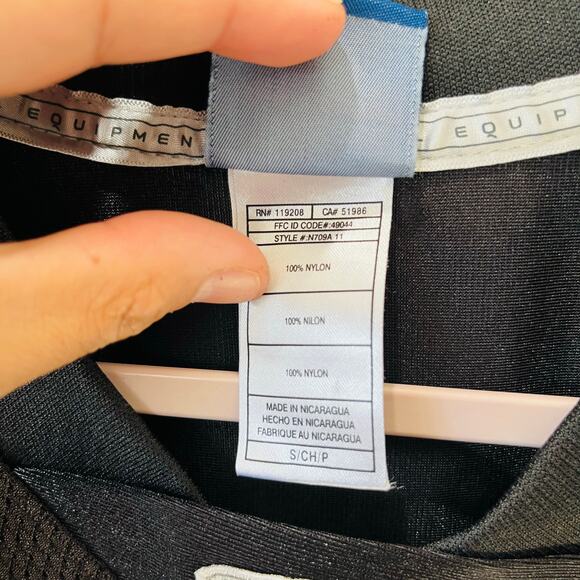 EQUIPMEN
EQUIP
RN# 119208 CA# 51986
FFC ID CODE#:49044
STYLE #:N709A 11
100% NYLON
100% NILON
100% NYLON
MADE IN NICARAGUA
HECHO EN NICARAGUA
FABRIQUE AU NICARAGUA
S/CH/P